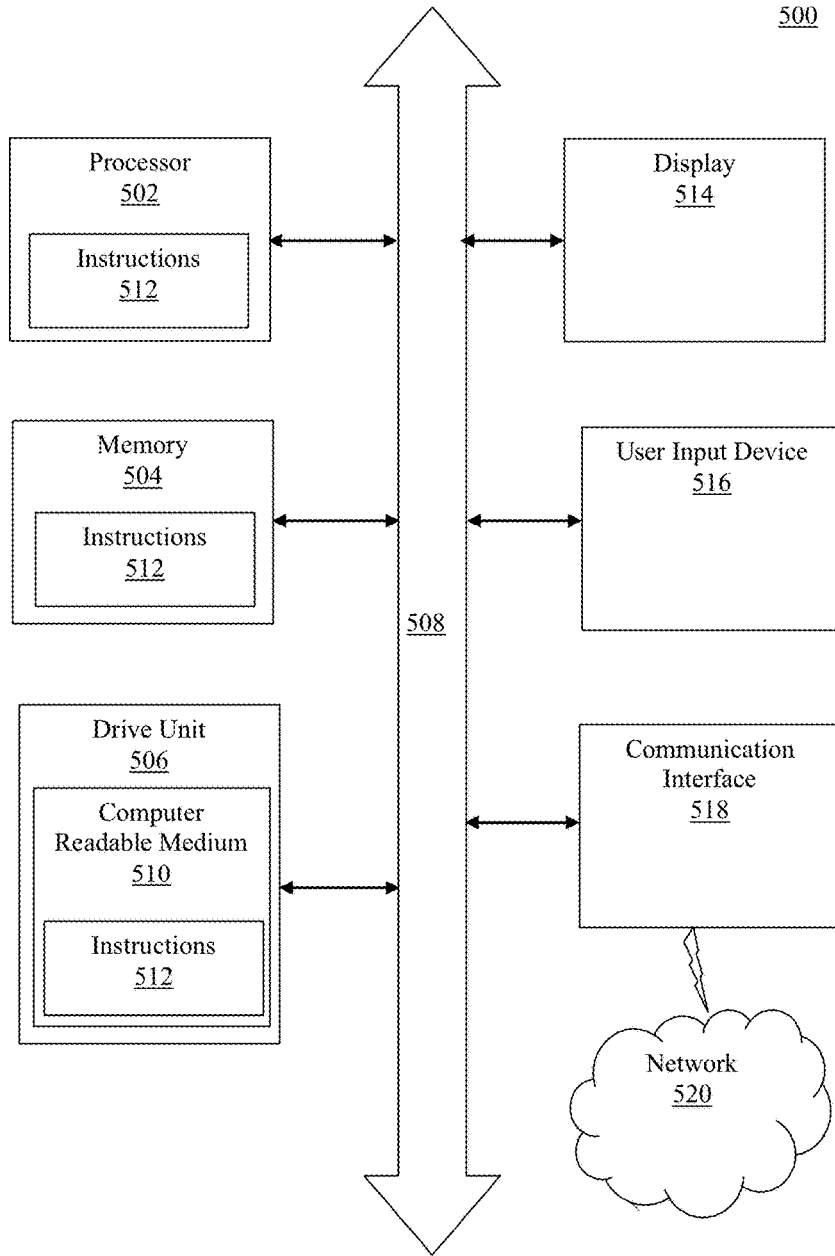 500
Processor
502
Instructions
512
Display
514
Memory
504
Instructions
512
User Input Device
516
508
Drive Unit
506
Computer
Readable Medium
510
Instructions
512
Communication
Interface
518
Network
520